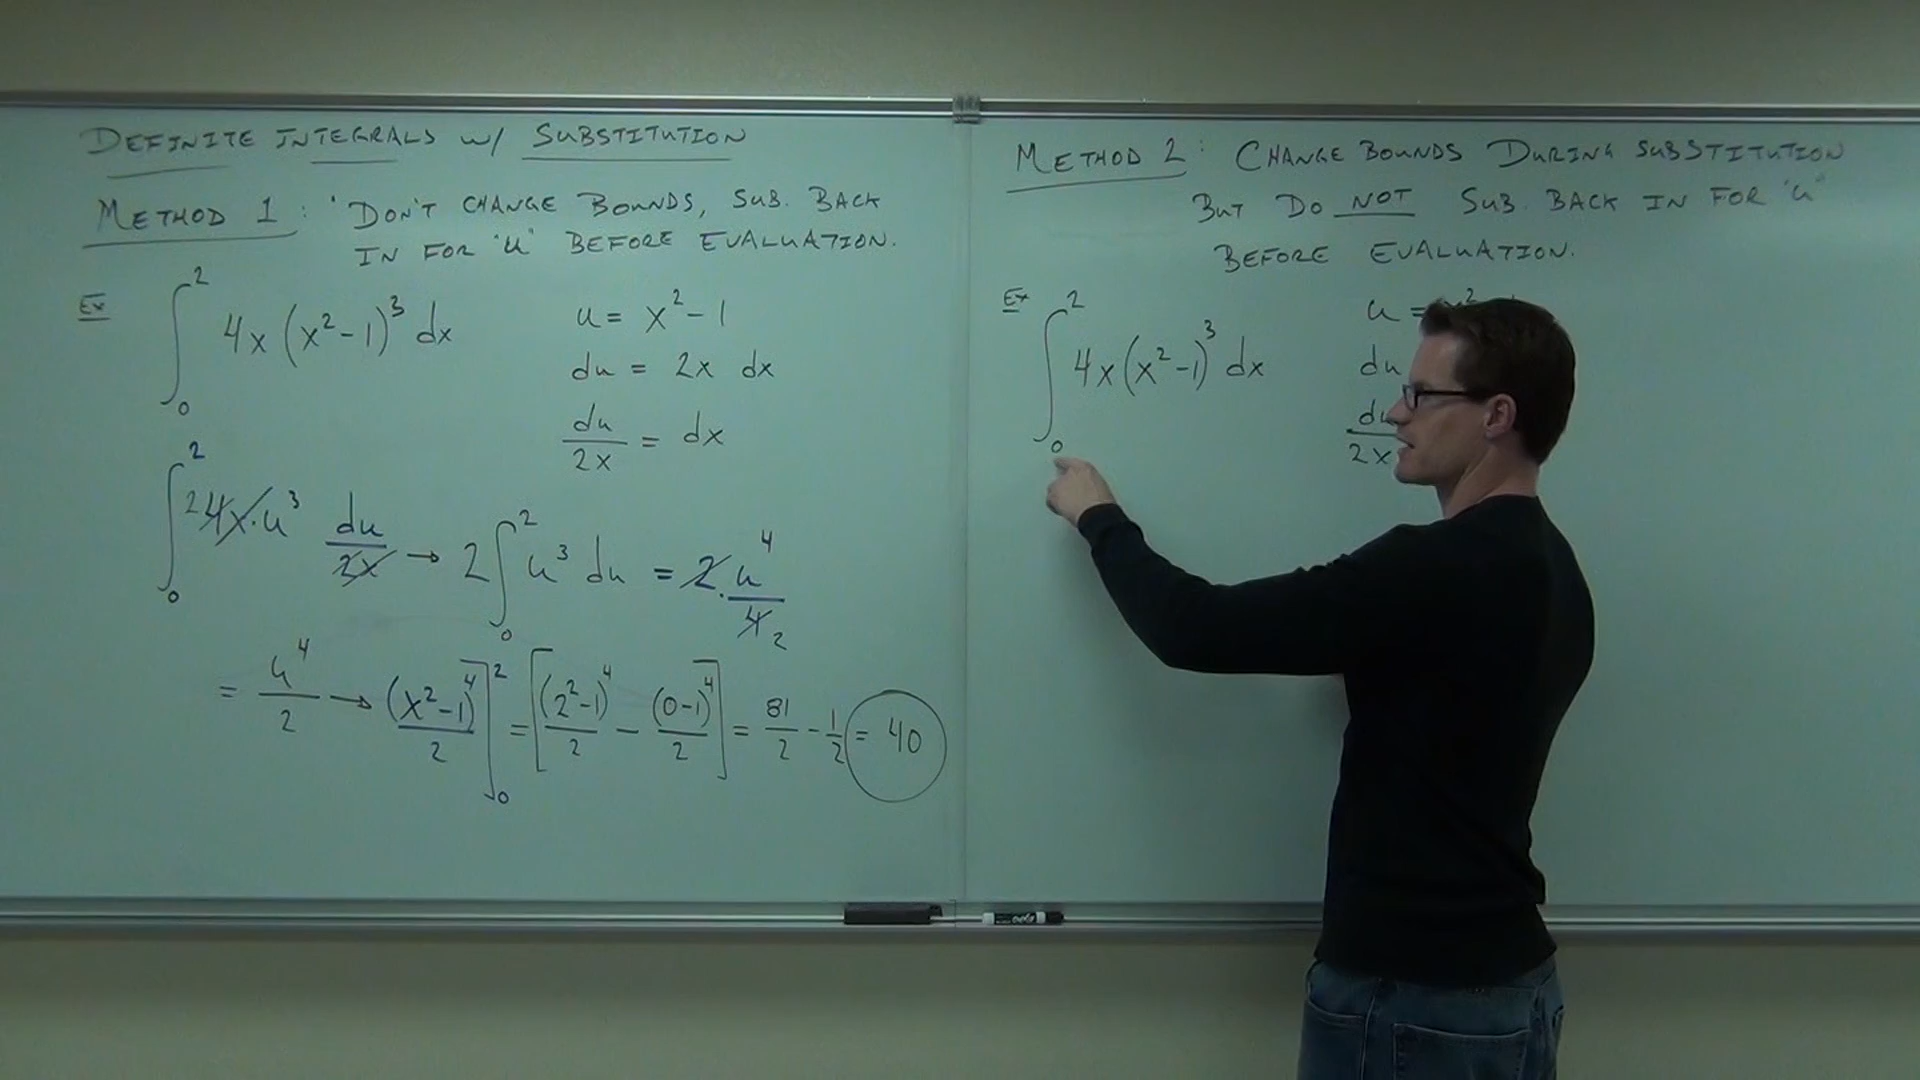 DEFINITE INTEGRALS W/ SUBSTITUTION
METHOD 1: DON'T CHANGE BOUNDS, SUB. BACK
IN FOR "U" BEFORE EVALUATION.
Ex ∫₀² 4x(x²-1)³ dx
u = x²-1
du = 2x dx
du/2x = dx
∫₀² 2 4x·u³ du/2x → 2∫₀² u³ du = 2·u⁴/4 2
= u⁴/2 → (x²-1)⁴/2]₀² = [(2²-1)⁴/2 - (0-1)⁴/2] = 81/2 - 1/2 = 40
METHOD 2: CHANGE BOUNDS DURING SUBSTITUTION
BUT DO NOT SUB. BACK IN FOR "U"
BEFORE EVALUATION.
Ex ∫₀² 4x(x²-1)³ dx
u =
du
du/2x
EXPO